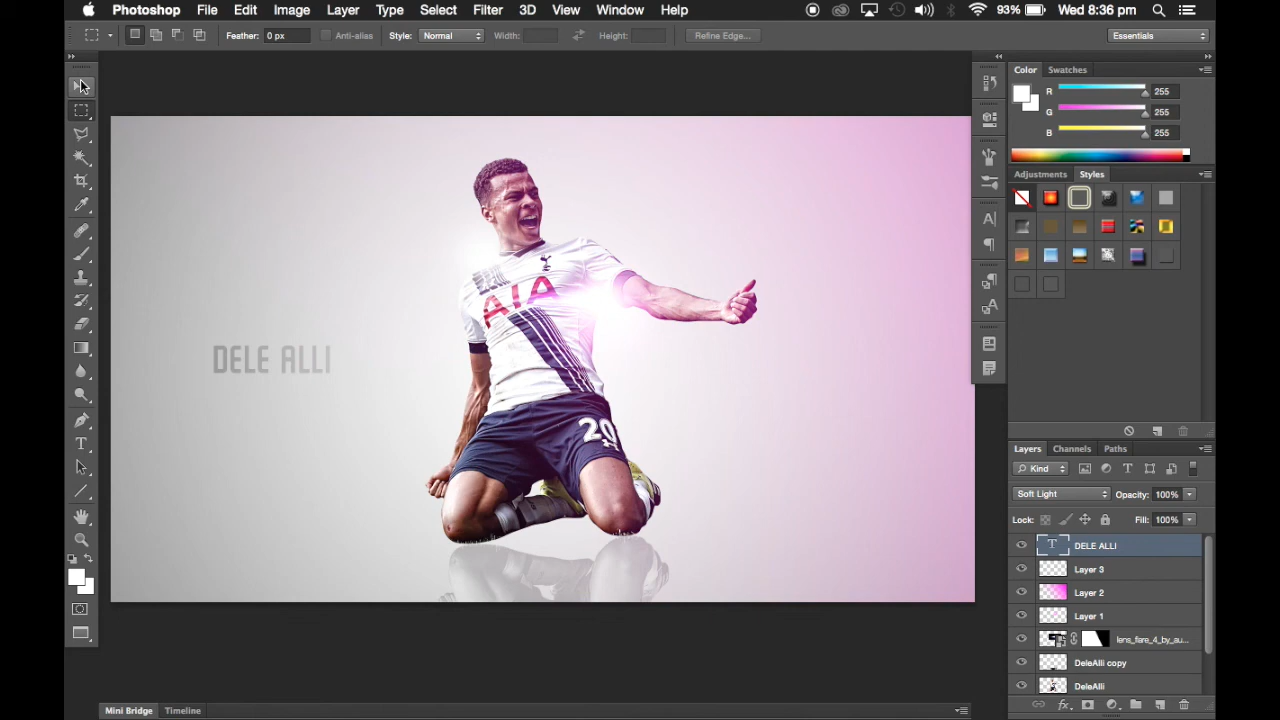 Photoshop File Edit Image Layer Type Select Filter 3D View Window Help 93% Wed 8:36 pm
Feather: 0 px Anti-alias Style: Normal Width: Height: Refine Edge... Essentials
Color Swatches
R 255
G 255
B 255
Adjustments Styles
AIA
DELE ALLI
20
Layers Channels Paths
Kind
Soft Light Opacity: 100%
Lock: Fill: 100%
DELE ALLI
Layer 3
Layer 2
Layer 1
lens_fare_4_by_au...
DeleAlli copy
DeleAlli
Mini Bridge Timeline